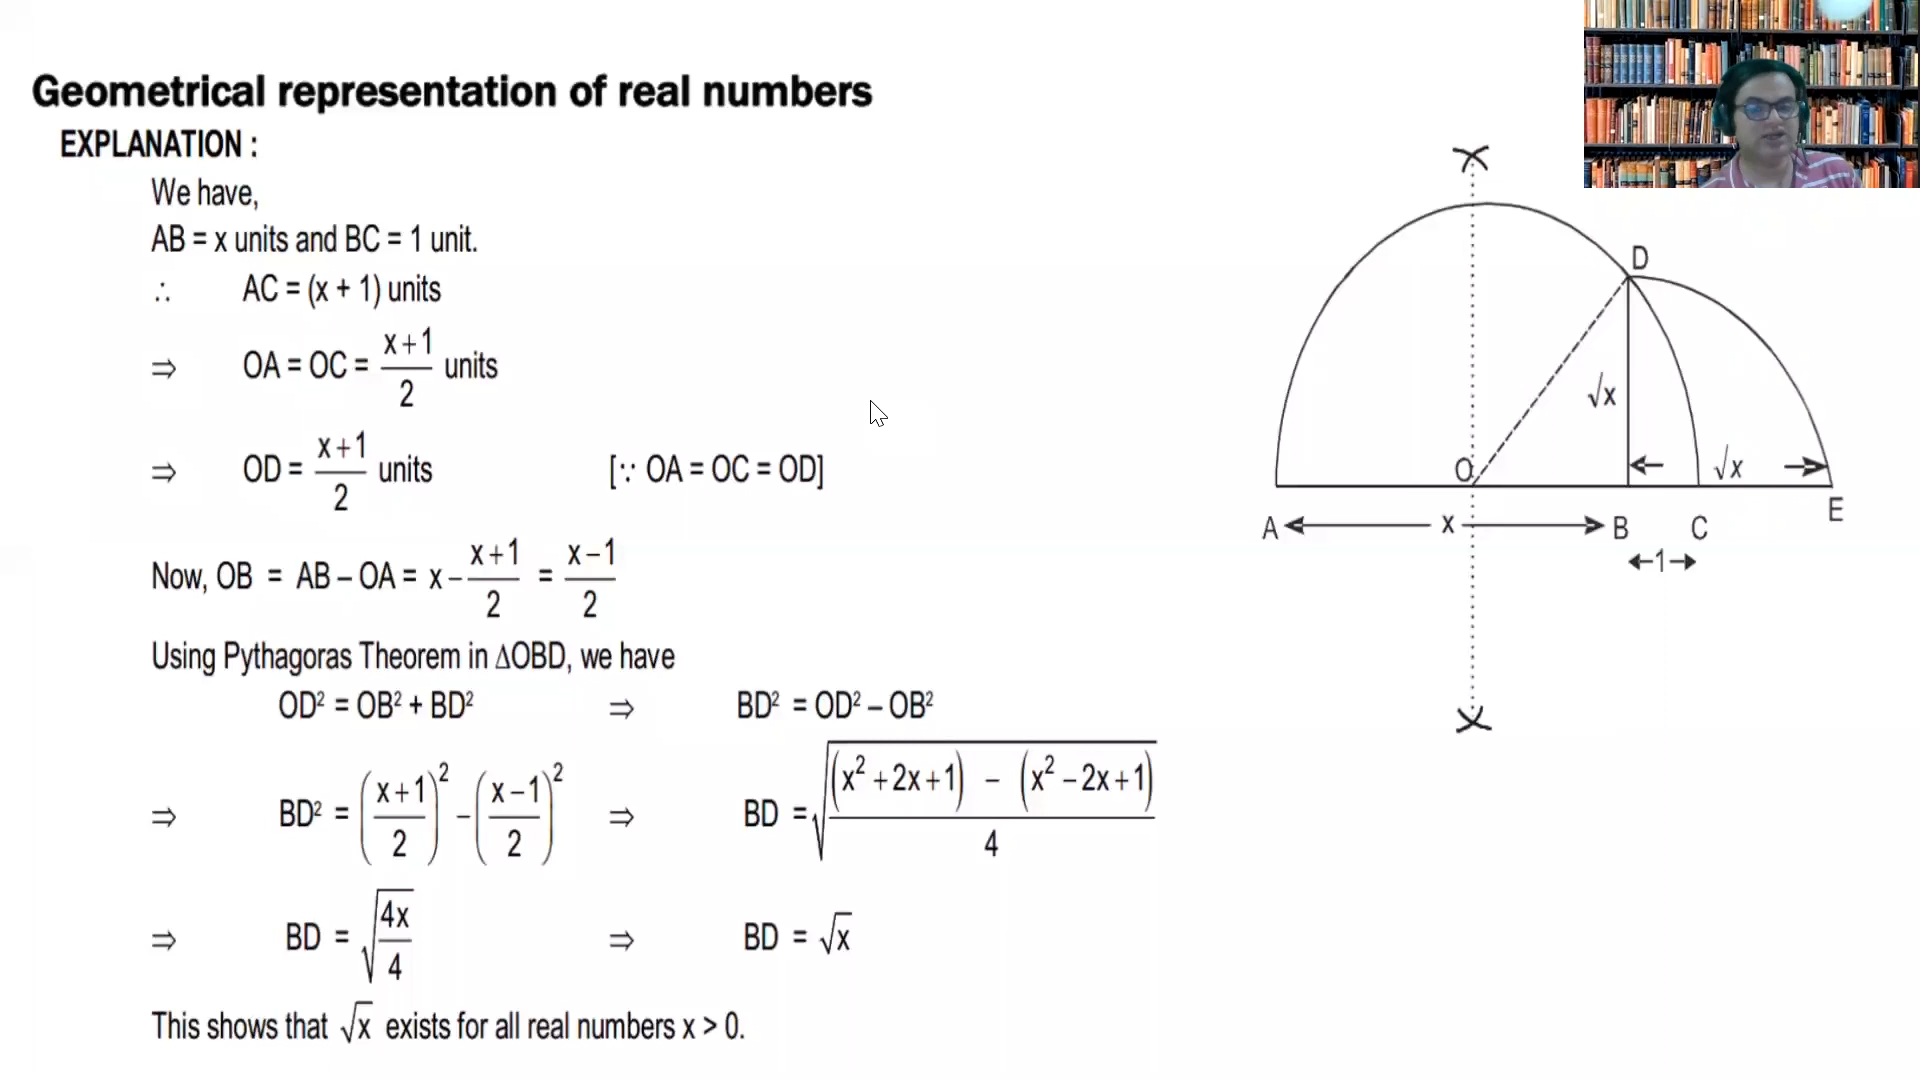 Geometrical representation of real numbers
EXPLANATION :
We have,
AB = x units and BC = 1 unit.
∴ AC = (x + 1) units
⇒ OA = OC = (x+1)/2 units
⇒ OD = (x+1)/2 units [∵ OA = OC = OD]
Now, OB = AB – OA = x – (x+1)/2 = (x–1)/2
Using Pythagoras Theorem in ΔOBD, we have
OD² = OB² + BD² ⇒ BD² = OD² – OB²
⇒ BD² = ((x+1)/2)² – ((x–1)/2)² ⇒ BD = √(((x²+2x+1) – (x²–2x+1))/4)
⇒ BD = √(4x/4) ⇒ BD = √x
This shows that √x exists for all real numbers x > 0.
D
√x
O √x
E
A x B C
1